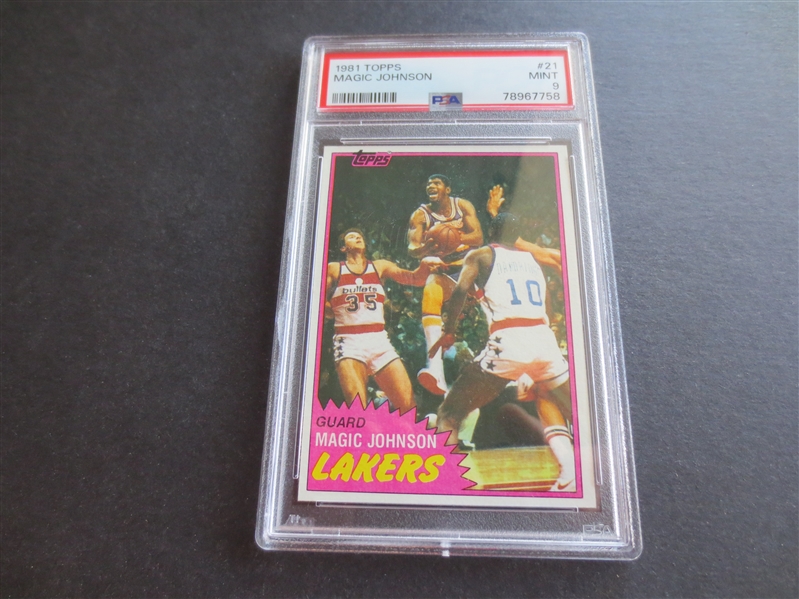 1981 TOPPS #21
MAGIC JOHNSON MINT
9
PSA 78967758
Topps
bullets
35
10
GUARD
MAGIC JOHNSON
LAKERS